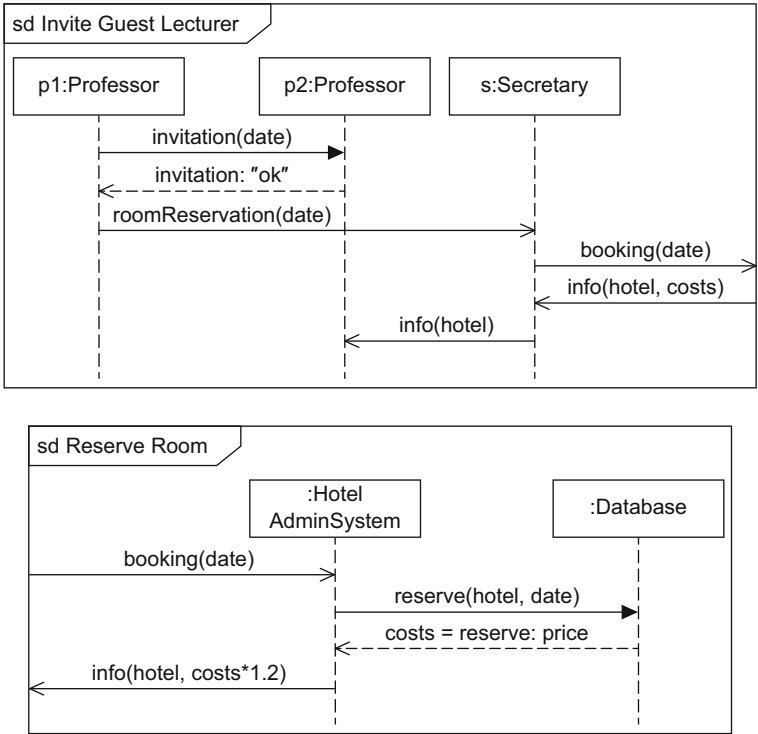 sd Invite Guest Lecturer
p1:Professor
p2:Professor
s:Secretary
invitation(date)
invitation: "ok"
roomReservation(date)
booking(date)
info(hotel, costs)
info(hotel)
sd Reserve Room
:Hotel
AdminSystem
:Database
booking(date)
reserve(hotel, date)
costs = reserve: price
info(hotel, costs*1.2)